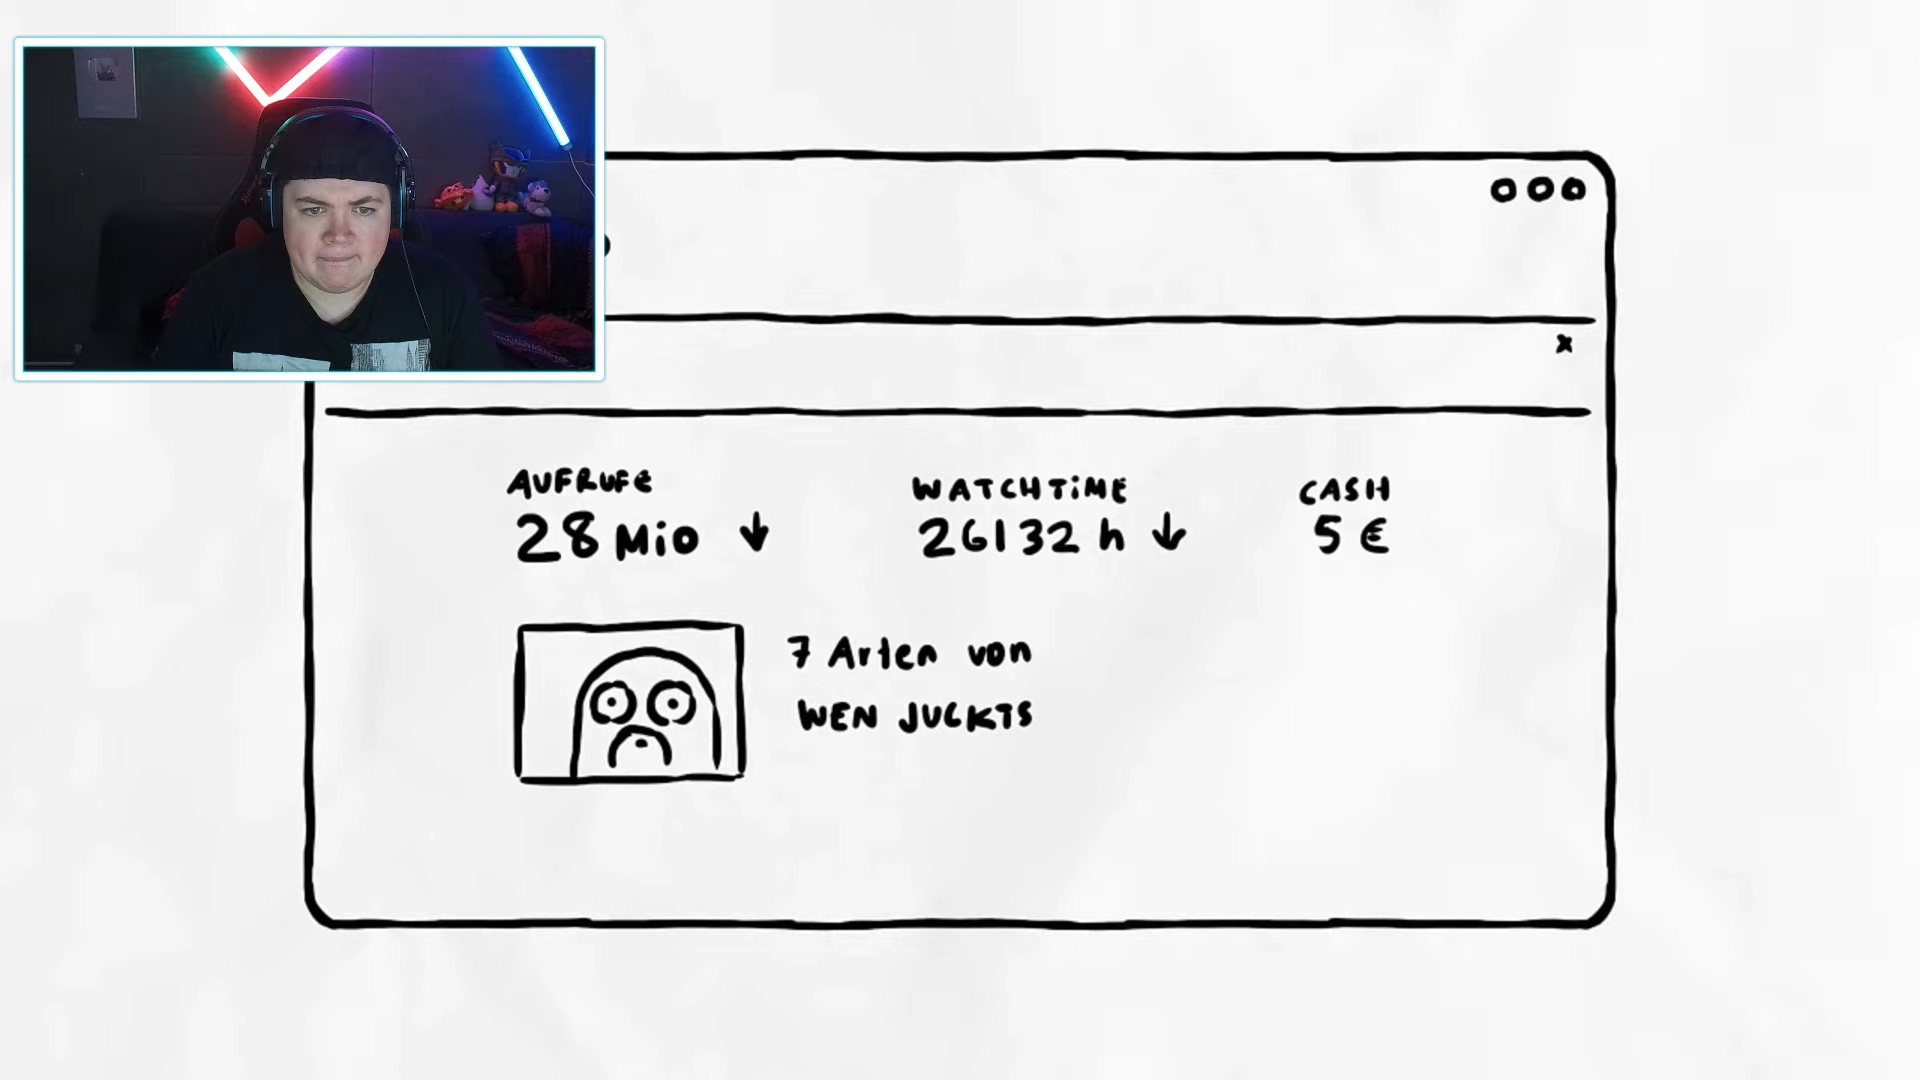 AUFRUFE
28 Mio ↓
WATCHTiME
26132 h ↓
CASH
5 €
7 Arten von
WEN JUCKTS